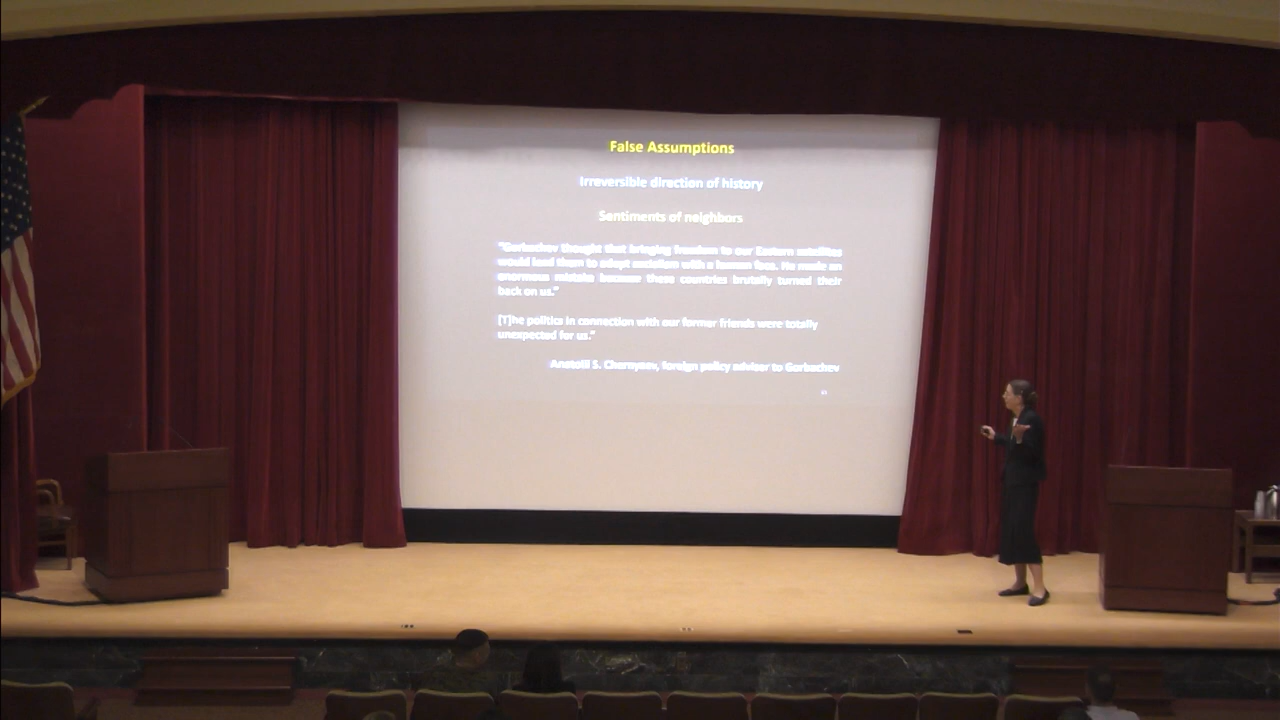 False Assumptions
Irreversible direction of history
Sentiments of neighbors
"Gorbachev thought that bringing freedom to our Eastern satellites
would lead them to adopt socialism with a human face. He made an
enormous mistake because these countries brutally turned their
back on us."
[T]he politics in connection with our former friends were totally
unexpected for us."
Anatolii S. Chernyaev, foreign policy adviser to Gorbachev